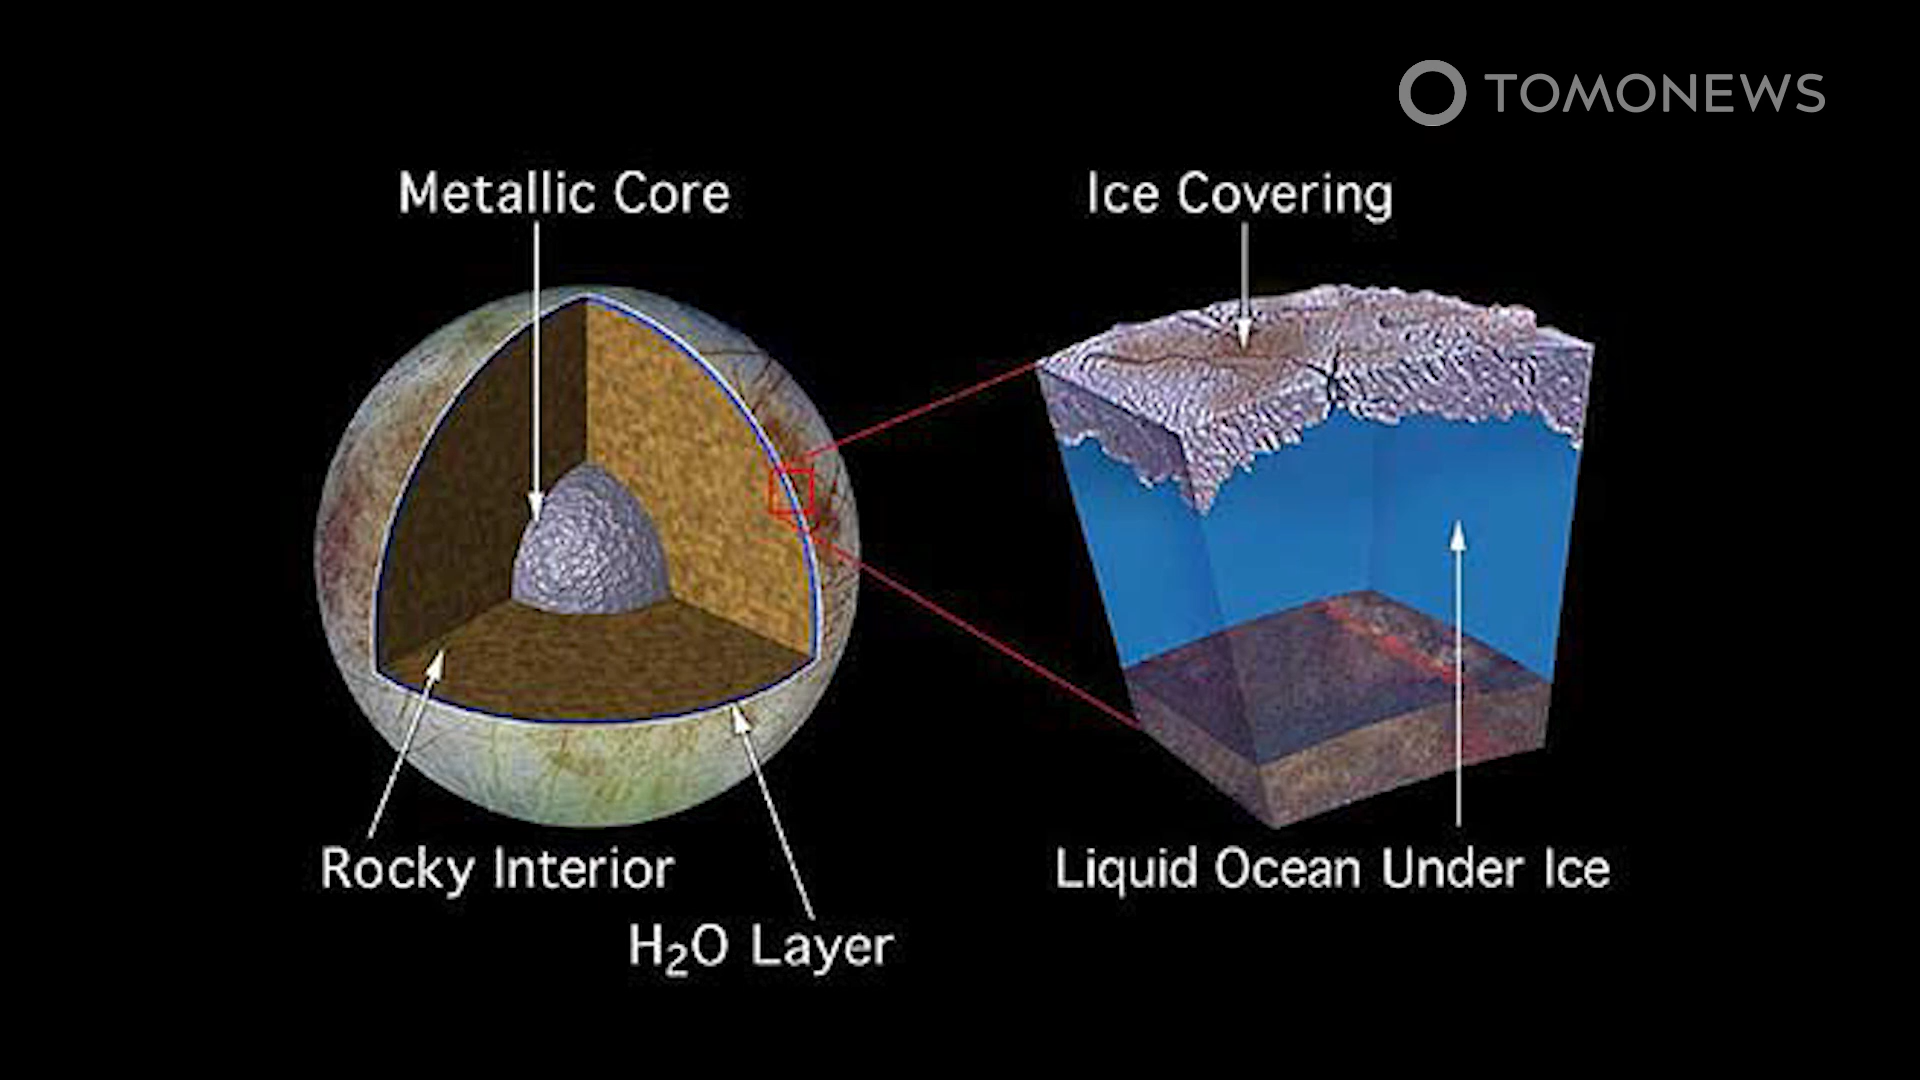 TOMONEWS
Metallic Core
Ice Covering
Rocky Interior
Liquid Ocean Under Ice
H₂O Layer